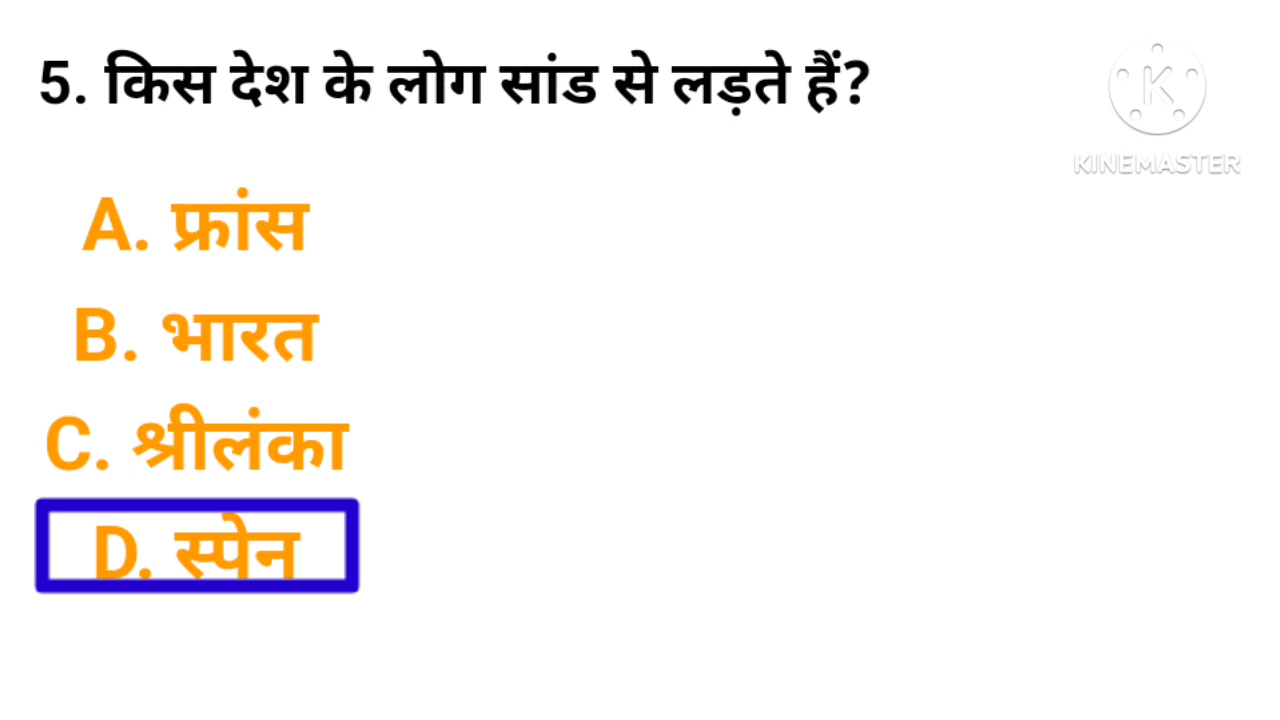 5. किस देश के लोग सांड से लड़ते हैं?
K
KINEMASTER
A. फ्रांस
B. भारत
C. श्रीलंका
D. स्पेन